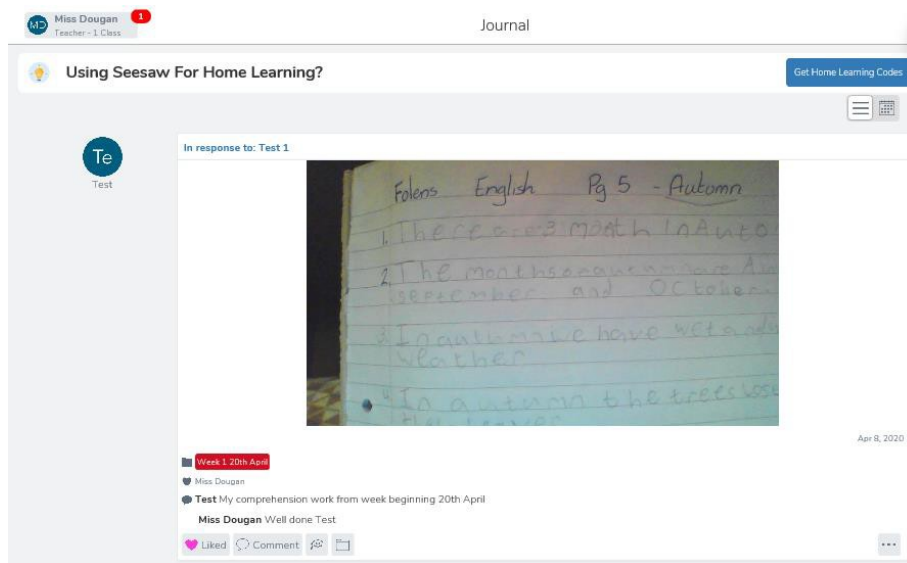 MD Miss Dougan 1
Teacher - 1 Class
Journal
Using Seesaw For Home Learning?
Get Home Learning Codes
Te
Test
In response to: Test 1
Folens English Pg 5 - Autumn
1. There are 3 month in Auto
2. The months are
september and October
3. In autumn we have wet and
weather
4. In autumn the trees lose
Apr 8, 2020
Week 1 20th April
Miss Dougan
Test My comprehension work from week beginning 20th April
Miss Dougan Well done Test
Liked Comment